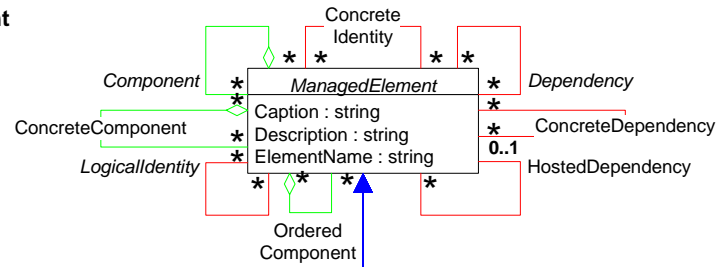 nt
Concrete
Identity
* * * *
Component * ManagedElement * Dependency
* Caption : string *
ConcreteComponent * Description : string * ConcreteDependency
0..1
LogicalIdentity * ElementName : string HostedDependency
* * * *
Ordered
Component